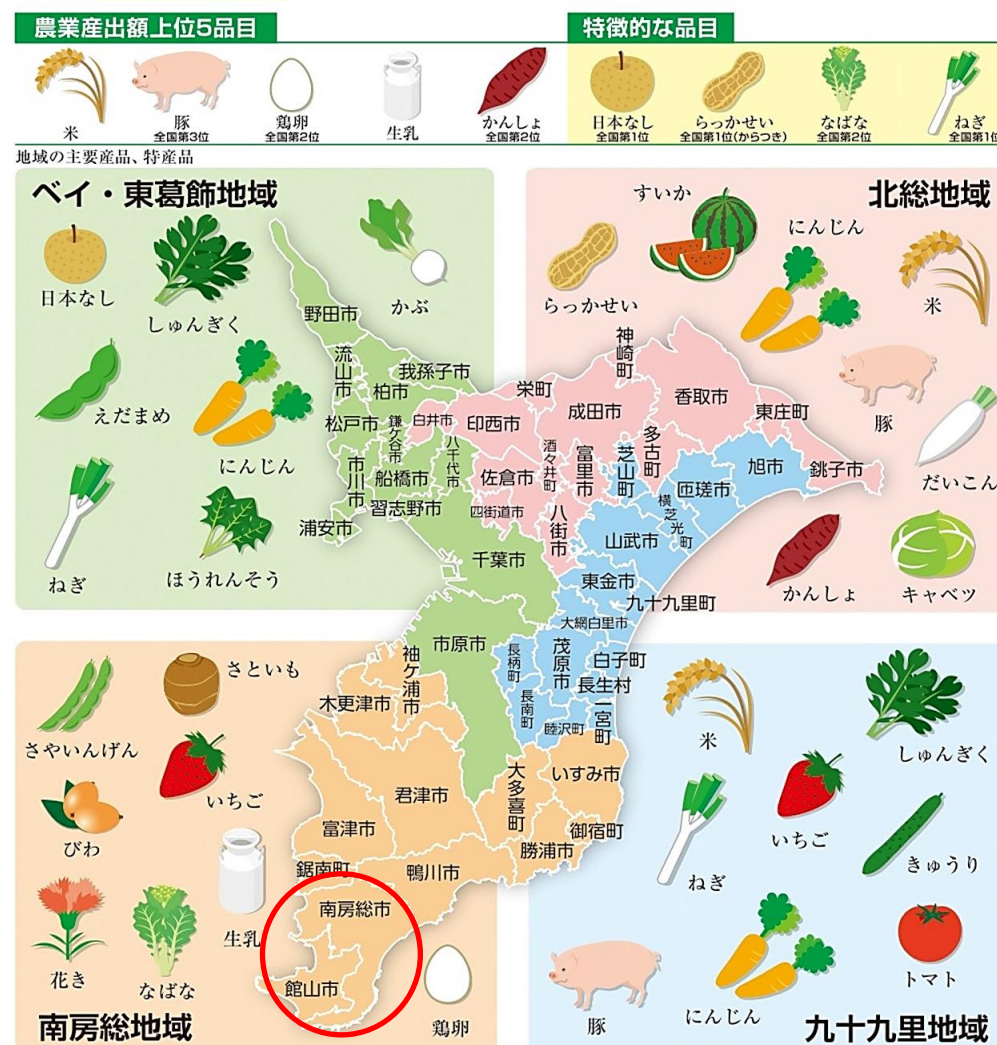 農業産出額上位5品目
特徴的な品目
米
豚
全国第3位
鶏卵
全国第2位
生乳
かんしょ
全国第2位
日本なし
全国第1位
らっかせい
全国第1位(からつき)
なばな
全国第2位
ねぎ
全国第1位
地域の主要産品、特産品
ベイ・東葛飾地域
日本なし
しゅんぎく
かぶ
えだまめ
にんじん
ねぎ
ほうれんそう
北総地域
すいか
にんじん
らっかせい
米
豚
だいこん
かんしょ
キャベツ
野田市
流山市
我孫子市
柏市
松戸市
鎌ケ谷市
白井市
印西市
栄町
成田市
神崎町
香取市
東庄町
銚子市
市川市
船橋市
八千代市
佐倉市
酒々井町
富里市
芝山町
多古町
匝瑳市
旭市
浦安市
習志野市
四街道市
八街市
横芝光町
千葉市
山武市
東金市
九十九里町
大網白里市
市原市
長柄町
茂原市
白子町
長生村
一宮町
長南町
睦沢町
袖ケ浦市
木更津市
君津市
大多喜町
いすみ市
富津市
御宿町
勝浦市
鋸南町
鴨川市
南房総市
館山市
さやいんげん
さといも
いちご
びわ
生乳
花き
なばな
鶏卵
南房総地域
米
しゅんぎく
ねぎ
いちご
きゅうり
トマト
豚
にんじん
九十九里地域